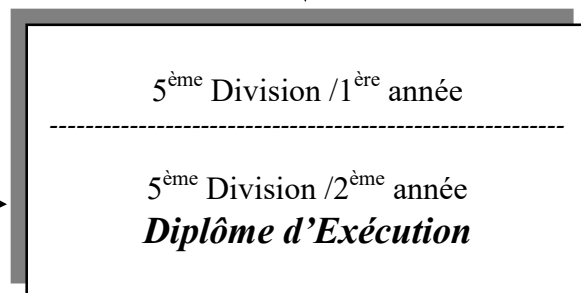 5ème Division /1ère année
---------------------------------------------------------
5ème Division /2ème année
Diplôme d’Exécution